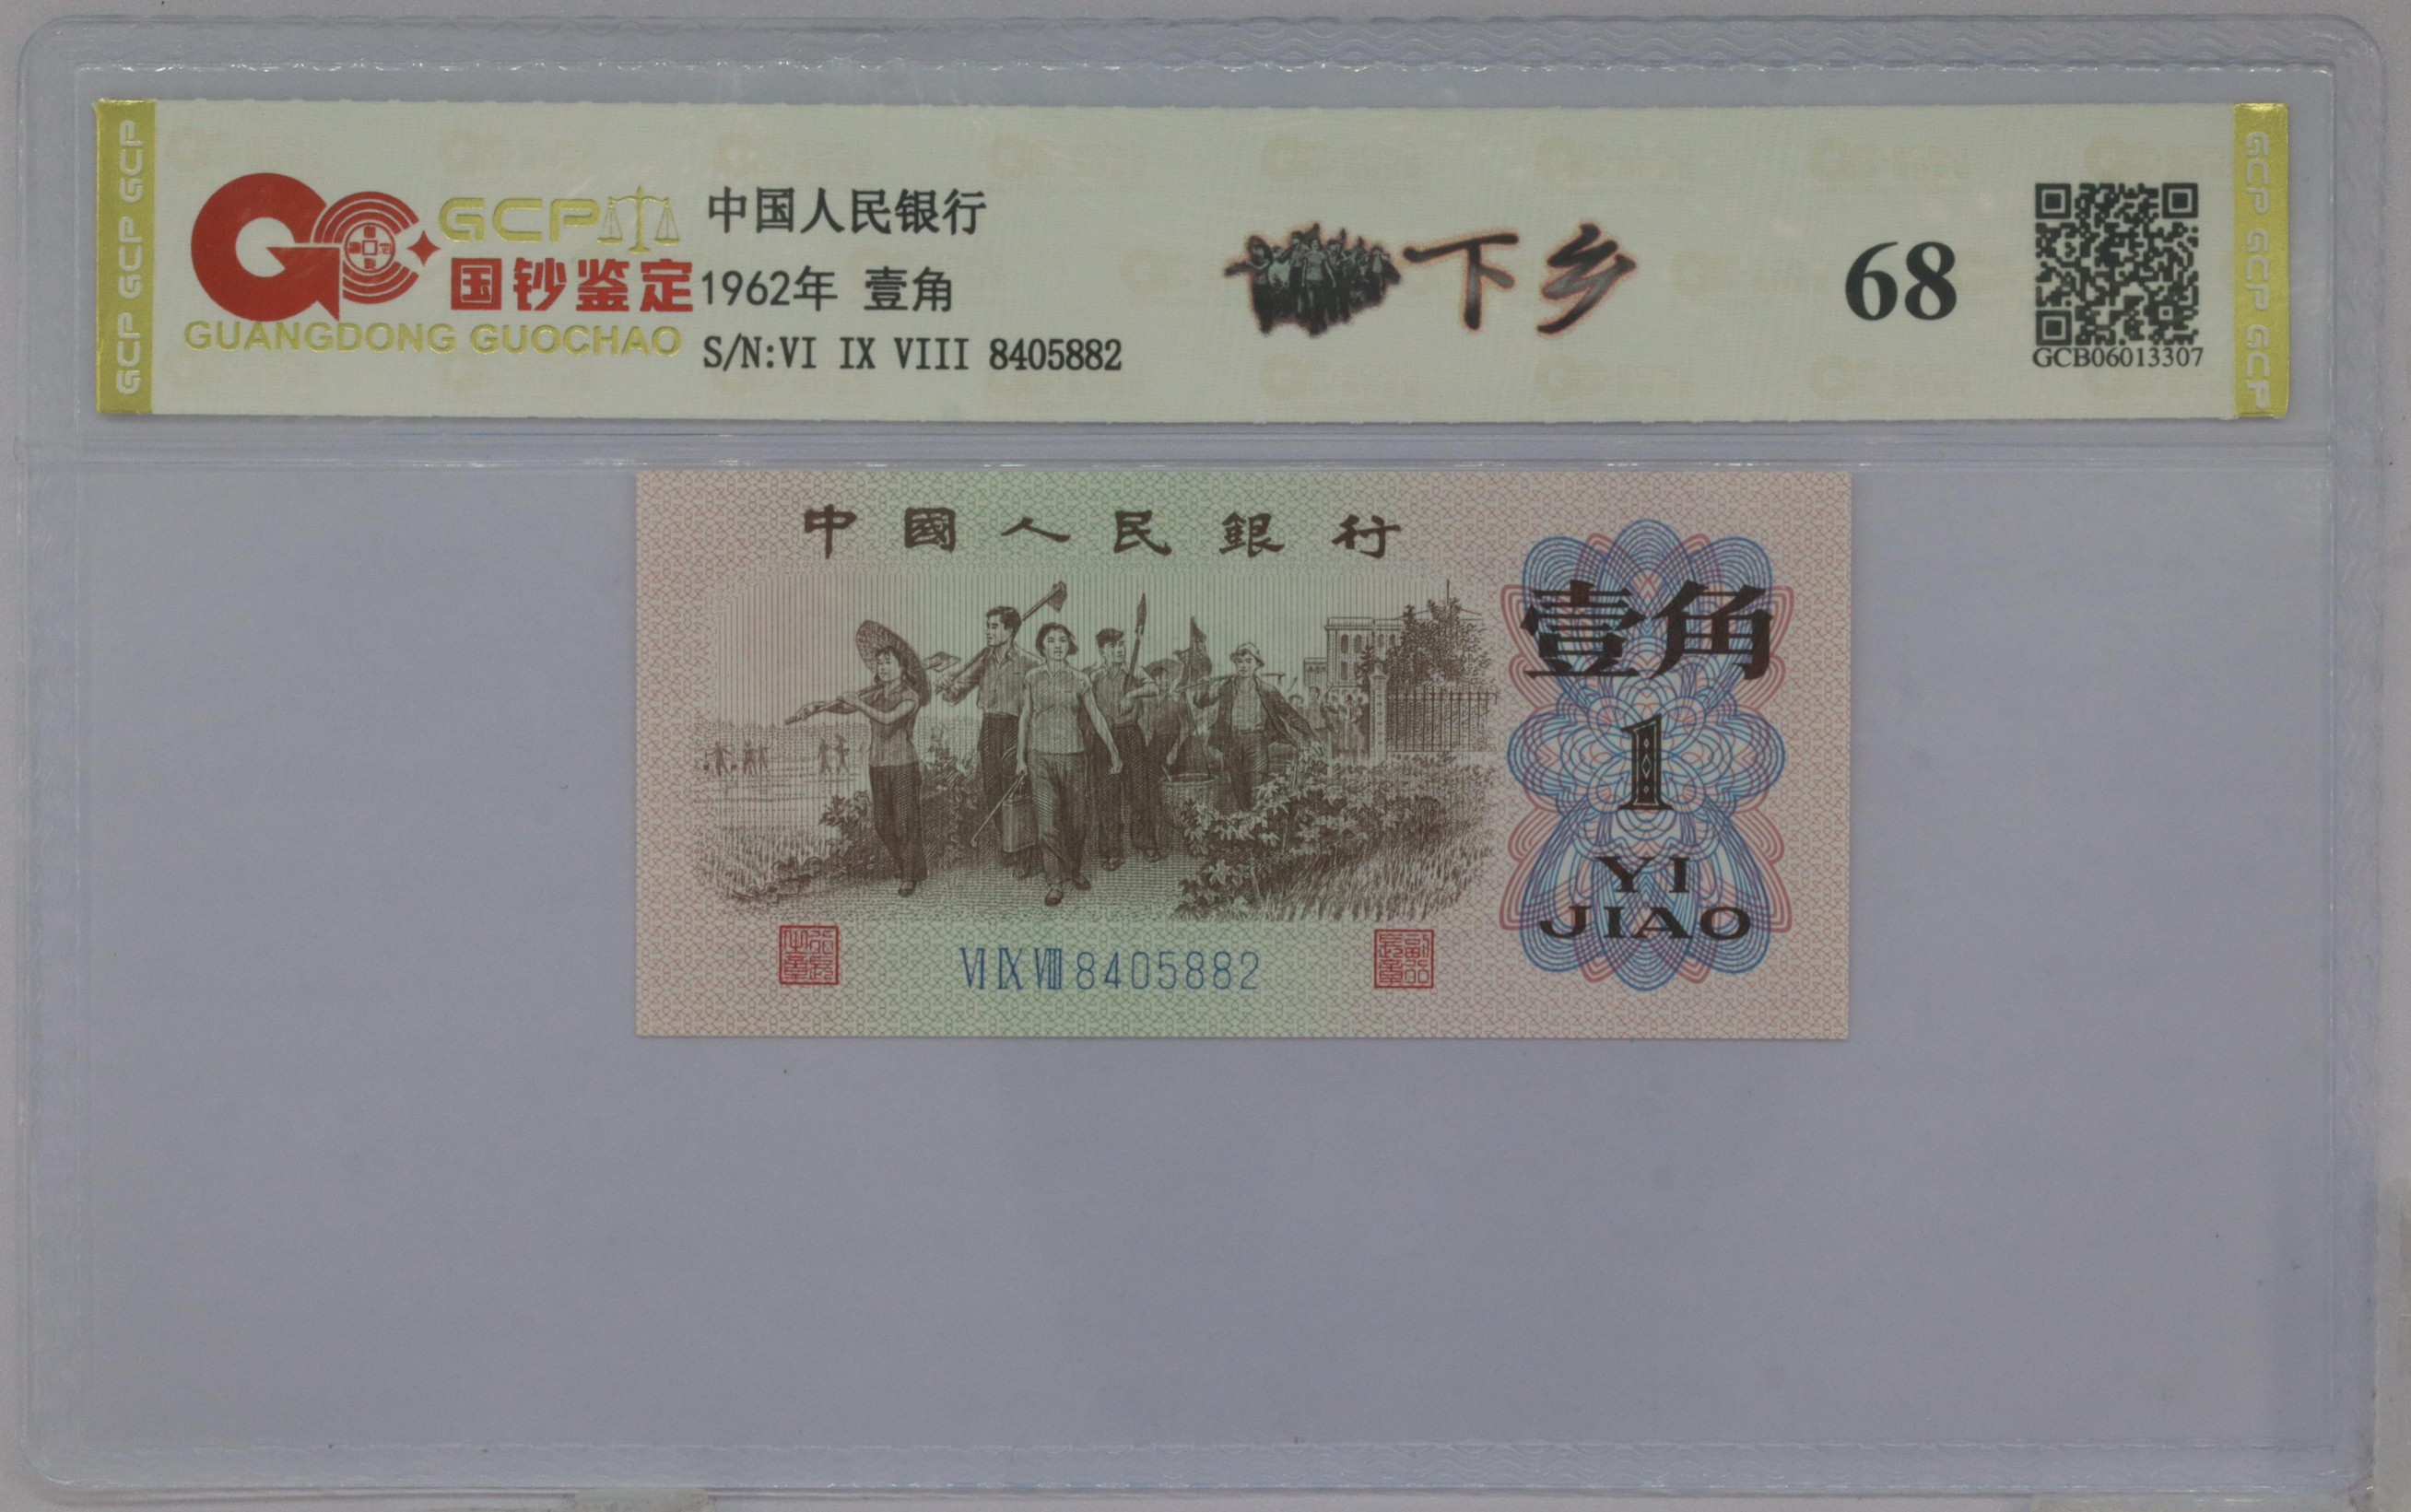 GCP GCP GCP
GCP
国钞鉴定
GUANGDONG GUOCHAO
中国人民银行
1962年 壹角
S/N:VI IX VIII 8405882
下乡
68
GCB06013307
GCP GCP GCP
中國人民銀行
壹角
1
YI
JIAO
VI IX VIII 8405882